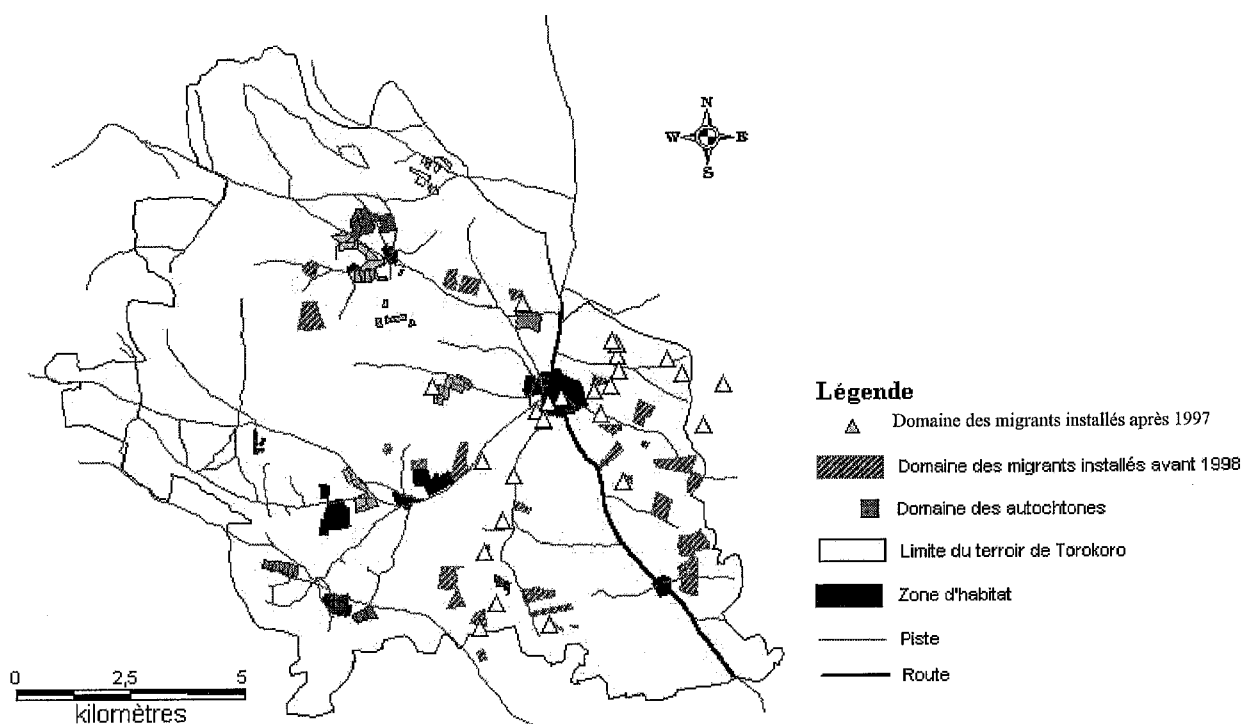 N
W E
S
Légende
Domaine des migrants installés après 1997
Domaine des migrants installés avant 1998
Domaine des autochtones
Limite du terroir de Torokoro
Zone d'habitat
Piste
Route
0 2,5 5
kilomètres